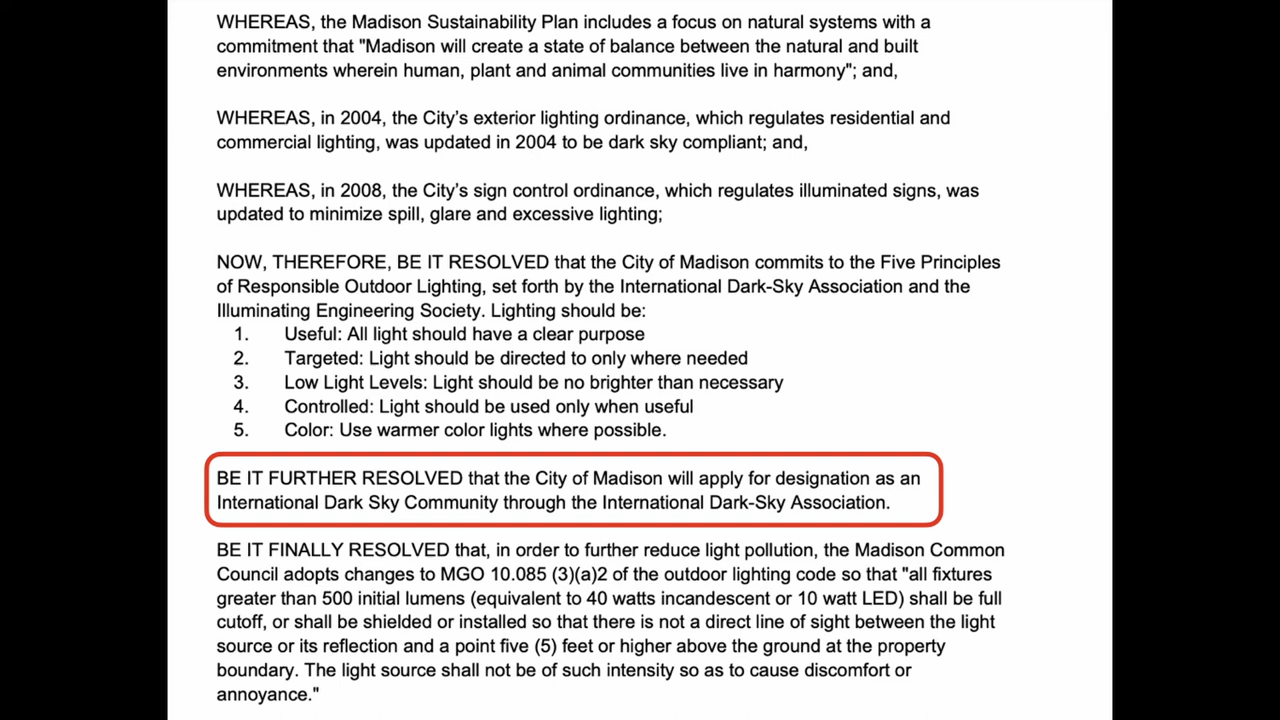 WHEREAS, the Madison Sustainability Plan includes a focus on natural systems with a
commitment that "Madison will create a state of balance between the natural and built
environments wherein human, plant and animal communities live in harmony"; and,
WHEREAS, in 2004, the City's exterior lighting ordinance, which regulates residential and
commercial lighting, was updated in 2004 to be dark sky compliant; and,
WHEREAS, in 2008, the City's sign control ordinance, which regulates illuminated signs, was
updated to minimize spill, glare and excessive lighting;
NOW, THEREFORE, BE IT RESOLVED that the City of Madison commits to the Five Principles
of Responsible Outdoor Lighting, set forth by the International Dark-Sky Association and the
Illuminating Engineering Society. Lighting should be:
1. Useful: All light should have a clear purpose
2. Targeted: Light should be directed to only where needed
3. Low Light Levels: Light should be no brighter than necessary
4. Controlled: Light should be used only when useful
5. Color: Use warmer color lights where possible.
BE IT FURTHER RESOLVED that the City of Madison will apply for designation as an
International Dark Sky Community through the International Dark-Sky Association.
BE IT FINALLY RESOLVED that, in order to further reduce light pollution, the Madison Common
Council adopts changes to MGO 10.085 (3)(a)2 of the outdoor lighting code so that "all fixtures
greater than 500 initial lumens (equivalent to 40 watts incandescent or 10 watt LED) shall be full
cutoff, or shall be shielded or installed so that there is not a direct line of sight between the light
source or its reflection and a point five (5) feet or higher above the ground at the property
boundary. The light source shall not be of such intensity so as to cause discomfort or
annoyance."